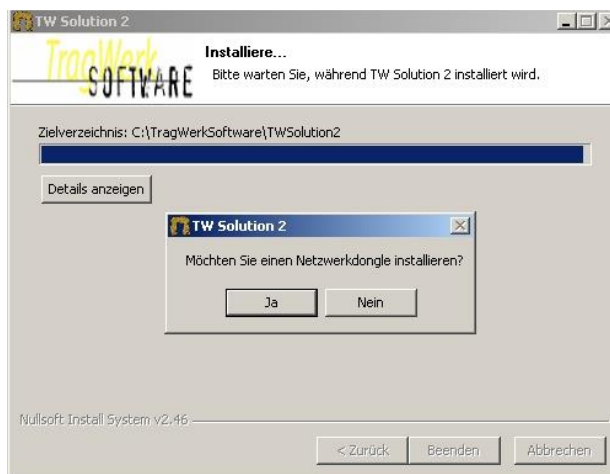 TW Solution 2
TragWerk
SOFTWARE
Installiere...
Bitte warten Sie, während TW Solution 2 installiert wird.
Zielverzeichnis: C:\TragWerkSoftware\TWSolution2
Details anzeigen
TW Solution 2
Möchten Sie einen Netzwerkdongle installieren?
Ja Nein
Nullsoft Install System v2.46
< Zurück Beenden Abbrechen